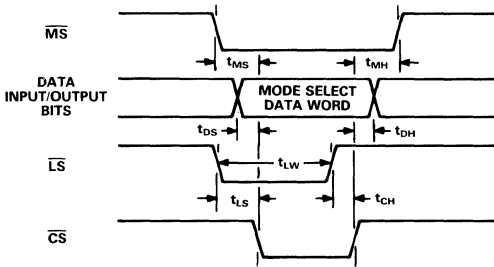 MS
tMS
tMH
DATA
INPUT/OUTPUT
BITS
MODE SELECT
DATA WORD
tDS
tDH
LS
tLW
tLS
tCH
CS